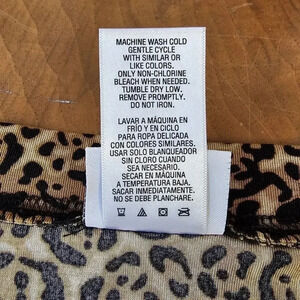 MACHINE WASH COLD
GENTLE CYCLE
WITH SIMILAR OR
LIKE COLORS.
ONLY NON-CHLORINE
BLEACH WHEN NEEDED.
TUMBLE DRY LOW.
REMOVE PROMPTLY.
DO NOT IRON.
LAVAR A MÁQUINA EN
FRÍO Y EN CICLO
PARA ROPA DELICADA
CON COLORES SIMILARES.
USAR SOLO BLANQUEADOR
SIN CLORO CUANDO
SEA NECESARIO.
SECAR EN MÁQUINA
A TEMPERATURA BAJA.
SACAR INMEDIATAMENTE.
NO SE DEBE PLANCHAR.